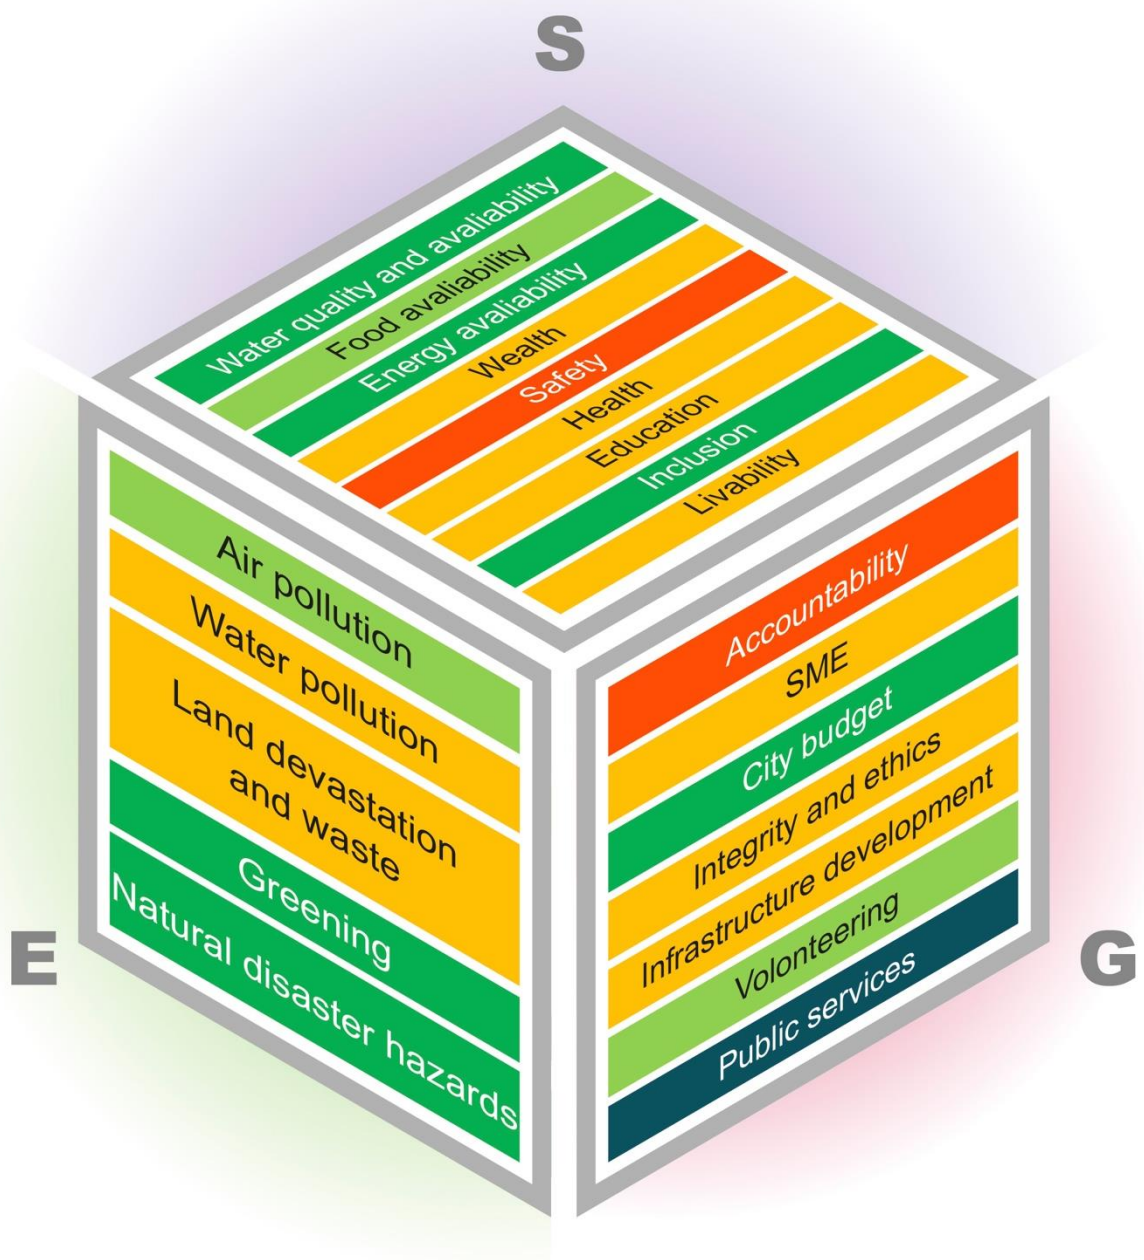 S
Water quality and avaliability
Food avaliability
Energy avaliability
Wealth
Safety
Health
Education
Inclusion
Livability
E
Air pollution
Water pollution
Land devastation
and waste
Greening
Natural disaster hazards
G
Accountability
SME
City budget
Integrity and ethics
Infrastructure development
Volonteering
Public services